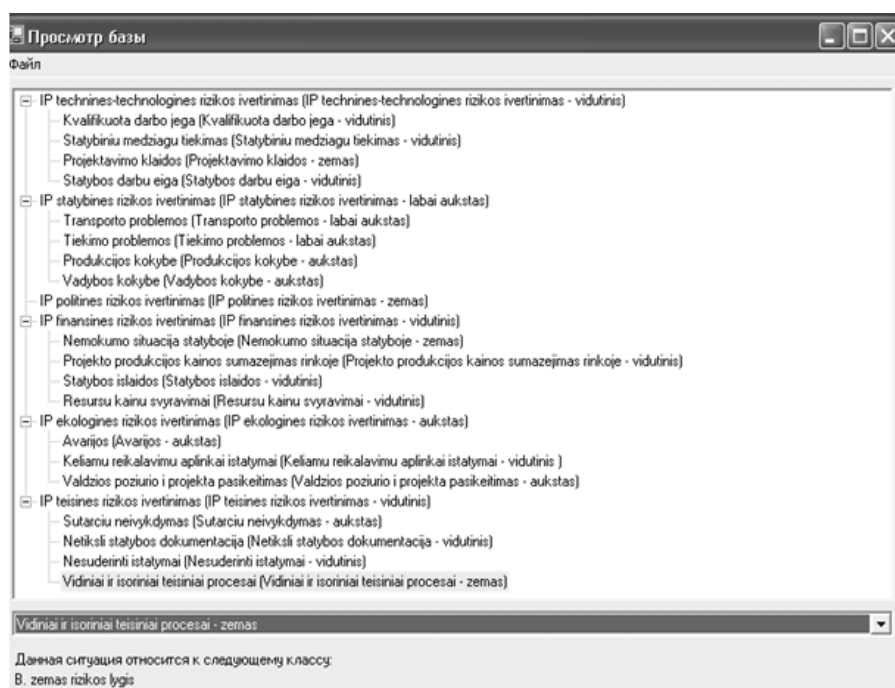 Просмотр базы
Файл
IP technines-technologines rizikos ivertinimas (IP technines-technologines rizikos ivertinimas - vidutinis)
Kvalifikuota darbo jega (Kvalifikuota darbo jega - vidutinis)
Statybiniu medziagu tiekimas (Statybiniu medziagu tiekimas - vidutinis)
Projektavimo klaidos (Projektavimo klaidos - zemas)
Statybos darbu eiga (Statybos darbu eiga - vidutinis)
IP statybines rizikos ivertinimas (IP statybines rizikos ivertinimas - labai aukstas)
Transporto problemos (Transporto problemos - labai aukstas)
Tiekimo problemos (Tiekimo problemos - labai aukstas)
Produkcijos kokybe (Produkcijos kokybe - aukstas)
Vadybos kokybe (Vadybos kokybe - aukstas)
IP politines rizikos ivertinimas (IP politines rizikos ivertinimas - zemas)
IP finansines rizikos ivertinimas (IP finansines rizikos ivertinimas - vidutinis)
Nemokumo situacija statyboje (Nemokumo situacija statyboje - zemas)
Projekto produkcijos kainos sumazejimas rinkoje (Projekto produkcijos kainos sumazejimas rinkoje - vidutinis)
Statybos islaidos (Statybos islaidos - vidutinis)
Resursu kainu svyravimai (Resursu kainu svyravimai - vidutinis)
IP ekologines rizikos ivertinimas (IP ekologines rizikos ivertinimas - aukstas)
Avarijos (Avarijos - aukstas)
Keliamu reikalavimu aplinkai istatymai (Keliamu reikalavimu aplinkai istatymai - vidutinis )
Valdzios poziurio i projekta pasikeitimas (Valdzios poziurio i projekta pasikeitimas - aukstas)
IP teisines rizikos ivertinimas (IP teisines rizikos ivertinimas - vidutinis)
Sutarciu neivykdymas (Sutarciu neivykdymas - aukstas)
Netiksli statybos dokumentacija (Netiksli statybos dokumentacija - vidutinis)
Nesuderinti istatymai (Nesuderinti istatymai - vidutinis)
Vidiniai ir isoriniai teisiniai procesai (Vidiniai ir isoriniai teisiniai procesai - zemas)
Vidiniai ir isoriniai teisiniai procesai - zemas
Данная ситуация относится к следующему классу:
B. zemas rizikos lygis